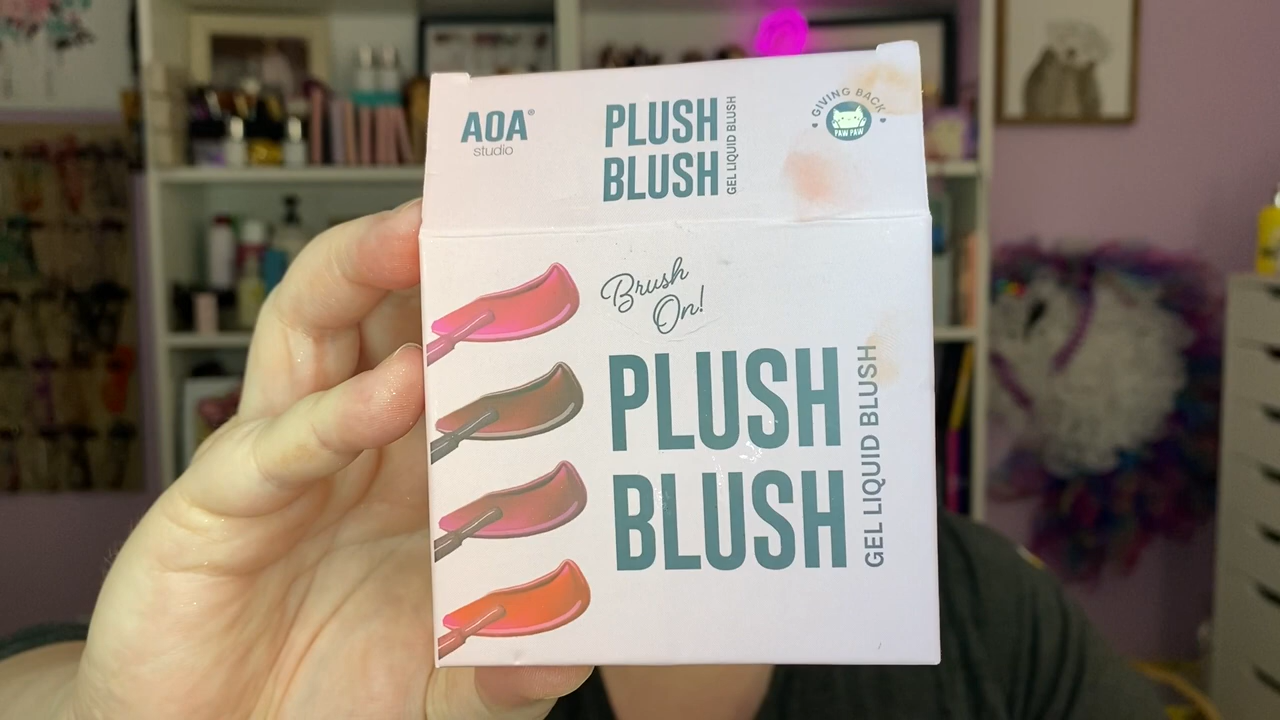 AOA®
studio
PLUSH
BLUSH
GEL LIQUID BLUSH
GIVING BACK
PAW PAW
Brush
On!
PLUSH
BLUSH
GEL LIQUID BLUSH